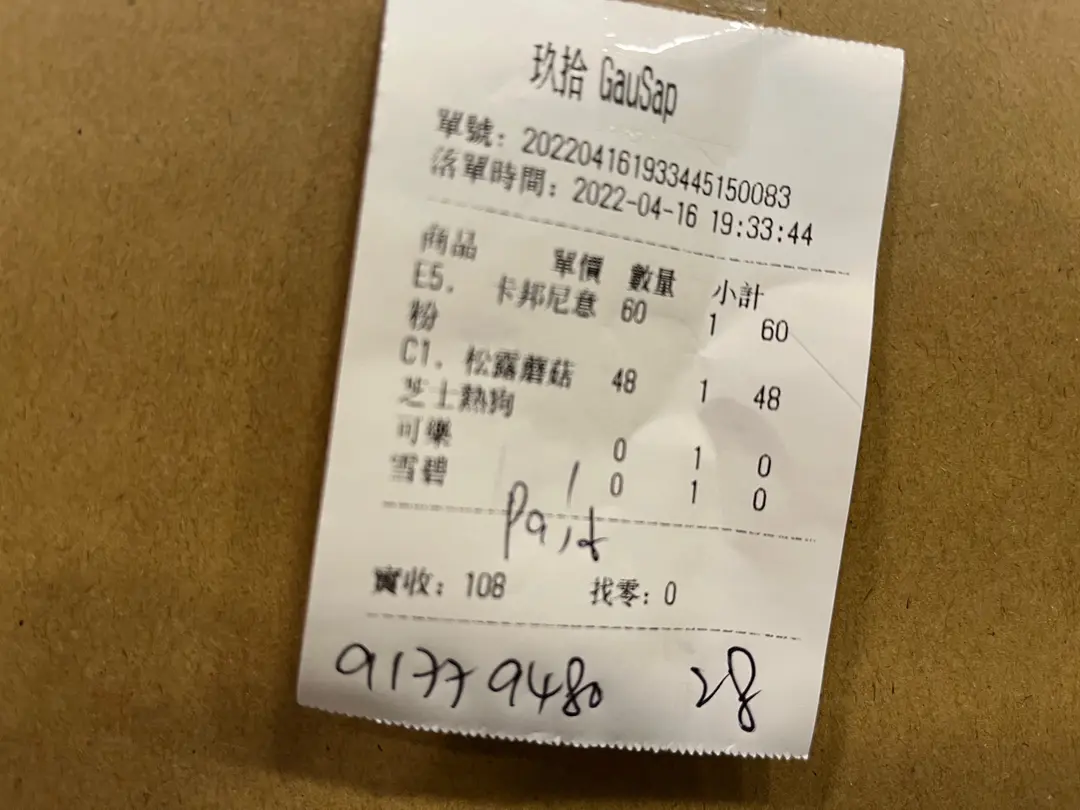 玖拾 GauSap
單號: 202204161933445150083
落單時間: 2022-04-16 19:33:44
商品 單價 數量 小計
E5. 卡邦尼意 60 1 60
粉
C1. 松露蘑菇 48 1 48
芝士熱狗
可樂 0 1 0
雪碧 0 1 0
Paid
實收: 108 找零: 0
91779480 28